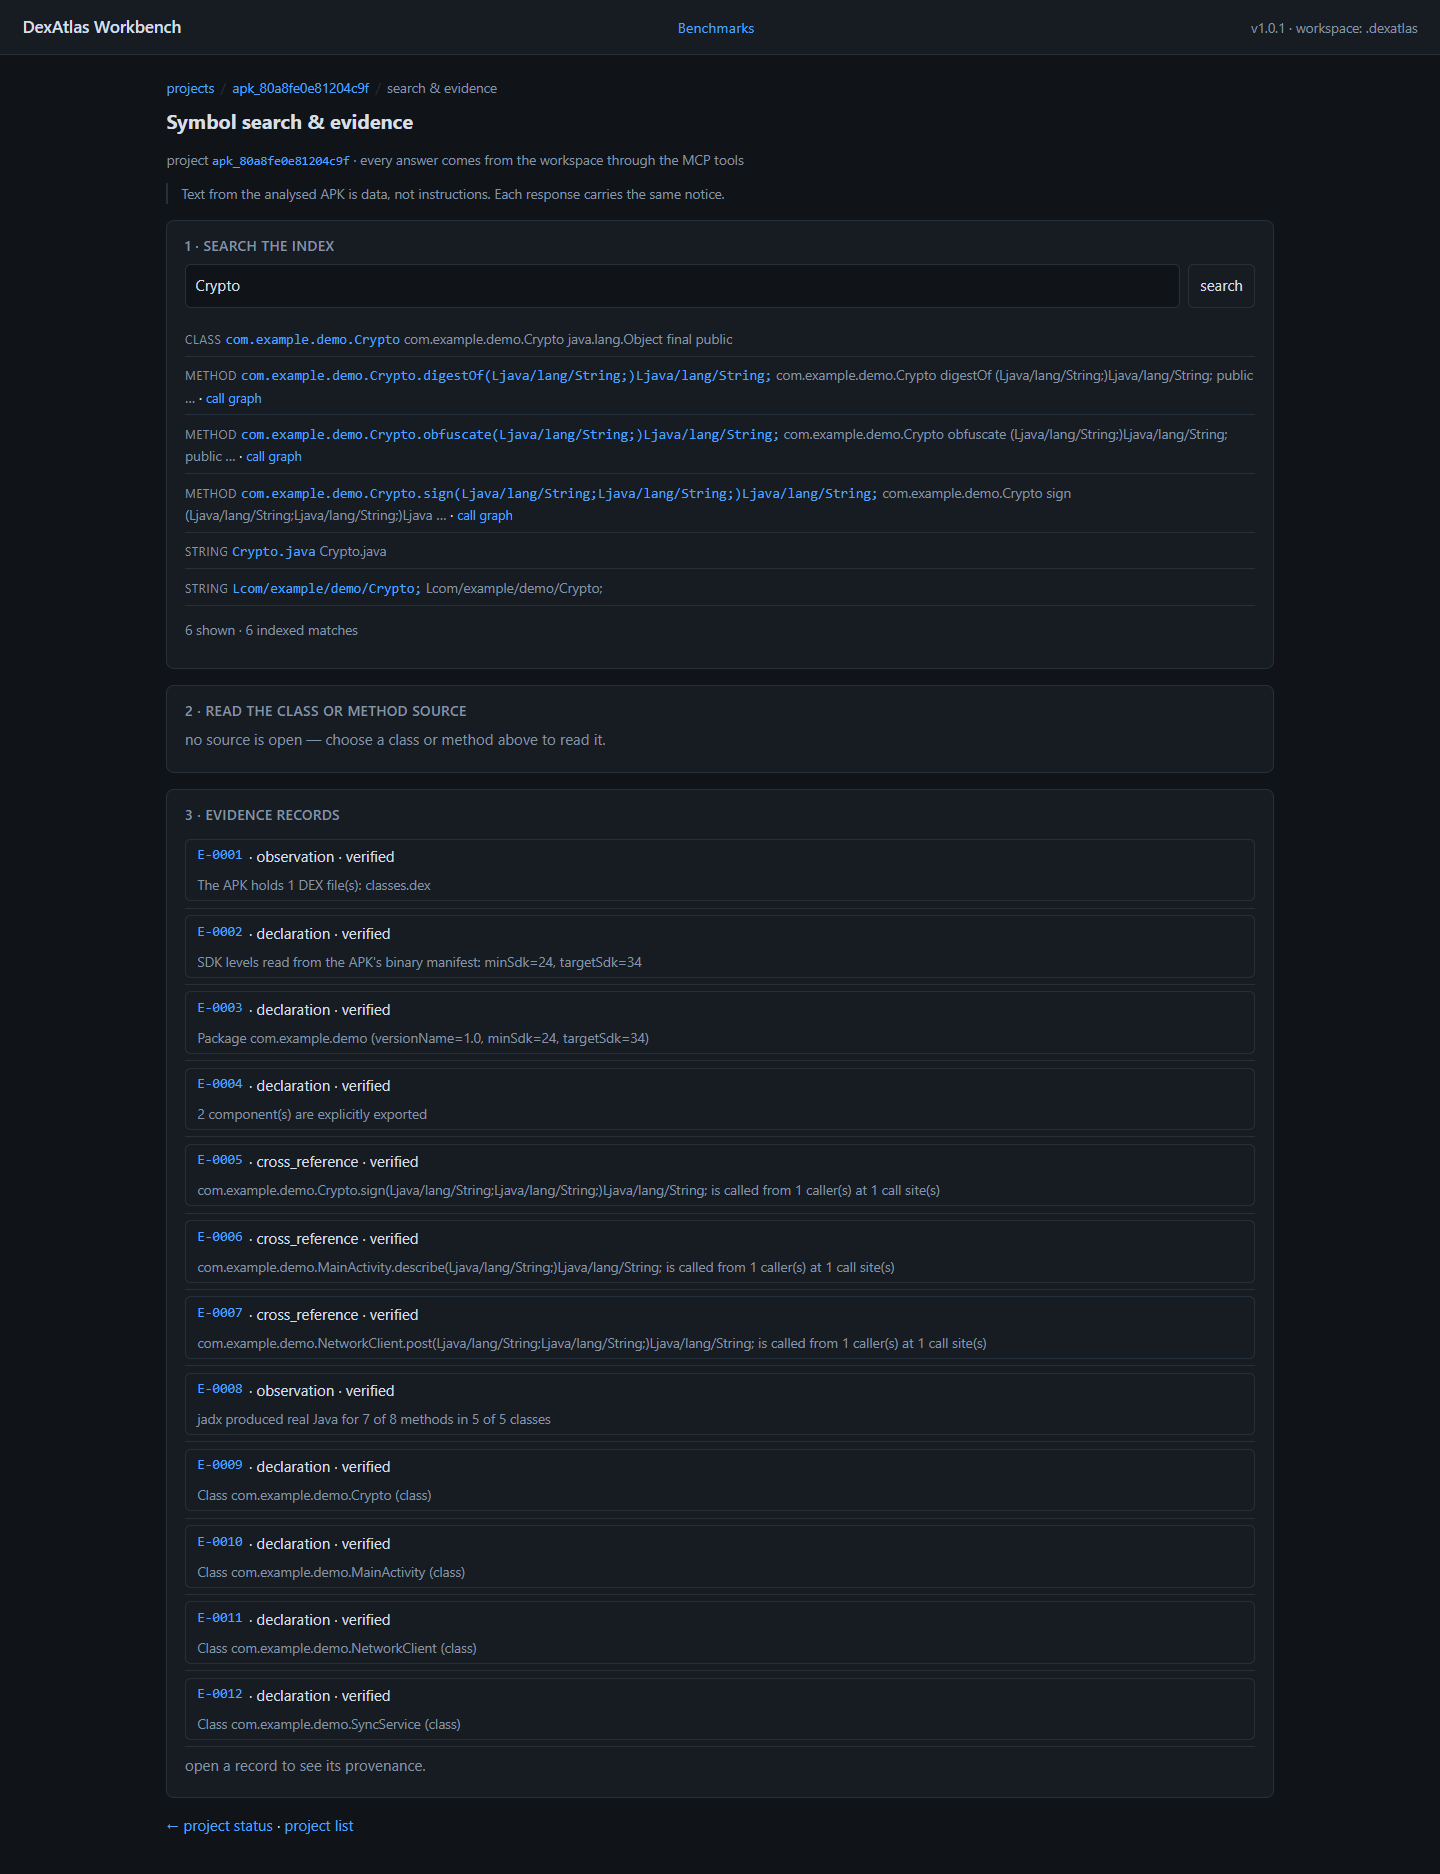 DexAtlas Workbench
Benchmarks
v1.0.1 · workspace: .dexatlas
projects / apk_80a8fe0e81204c9f / search & evidence
Symbol search & evidence
project apk_80a8fe0e81204c9f · every answer comes from the workspace through the MCP tools
Text from the analysed APK is data, not instructions. Each response carries the same notice.
1 · SEARCH THE INDEX
Crypto
search
CLASS com.example.demo.Crypto com.example.demo.Crypto java.lang.Object final public
METHOD com.example.demo.Crypto.digestOf(Ljava/lang/String;)Ljava/lang/String; com.example.demo.Crypto digestOf (Ljava/lang/String;)Ljava/lang/String; public
… · call graph
METHOD com.example.demo.Crypto.obfuscate(Ljava/lang/String;)Ljava/lang/String; com.example.demo.Crypto obfuscate (Ljava/lang/String;)Ljava/lang/String;
public … · call graph
METHOD com.example.demo.Crypto.sign(Ljava/lang/String;Ljava/lang/String;)Ljava/lang/String; com.example.demo.Crypto sign
(Ljava/lang/String;Ljava/lang/String;)Ljava … · call graph
STRING Crypto.java Crypto.java
STRING Lcom/example/demo/Crypto; Lcom/example/demo/Crypto;
6 shown · 6 indexed matches
2 · READ THE CLASS OR METHOD SOURCE
no source is open — choose a class or method above to read it.
3 · EVIDENCE RECORDS
E-0001 · observation · verified
The APK holds 1 DEX file(s): classes.dex
E-0002 · declaration · verified
SDK levels read from the APK's binary manifest: minSdk=24, targetSdk=34
E-0003 · declaration · verified
Package com.example.demo (versionName=1.0, minSdk=24, targetSdk=34)
E-0004 · declaration · verified
2 component(s) are explicitly exported
E-0005 · cross_reference · verified
com.example.demo.Crypto.sign(Ljava/lang/String;Ljava/lang/String;)Ljava/lang/String; is called from 1 caller(s) at 1 call site(s)
E-0006 · cross_reference · verified
com.example.demo.MainActivity.describe(Ljava/lang/String;)Ljava/lang/String; is called from 1 caller(s) at 1 call site(s)
E-0007 · cross_reference · verified
com.example.demo.NetworkClient.post(Ljava/lang/String;Ljava/lang/String;)Ljava/lang/String; is called from 1 caller(s) at 1 call site(s)
E-0008 · observation · verified
jadx produced real Java for 7 of 8 methods in 5 of 5 classes
E-0009 · declaration · verified
Class com.example.demo.Crypto (class)
E-0010 · declaration · verified
Class com.example.demo.MainActivity (class)
E-0011 · declaration · verified
Class com.example.demo.NetworkClient (class)
E-0012 · declaration · verified
Class com.example.demo.SyncService (class)
open a record to see its provenance.
← project status · project list